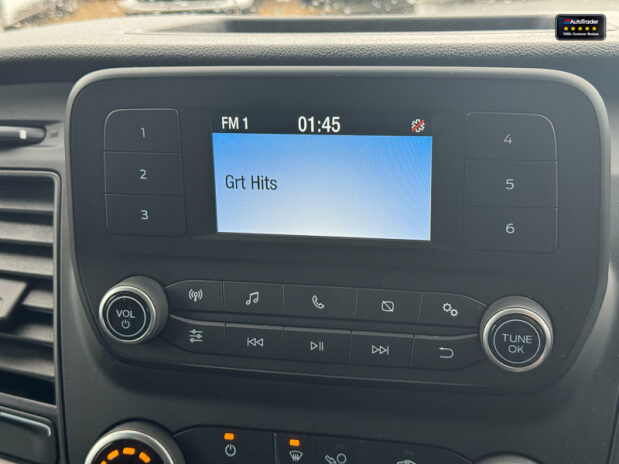 AutoTrader
FM 1
01:45
Grt Hits
1
2
3
4
5
6
VOL
TUNE
OK